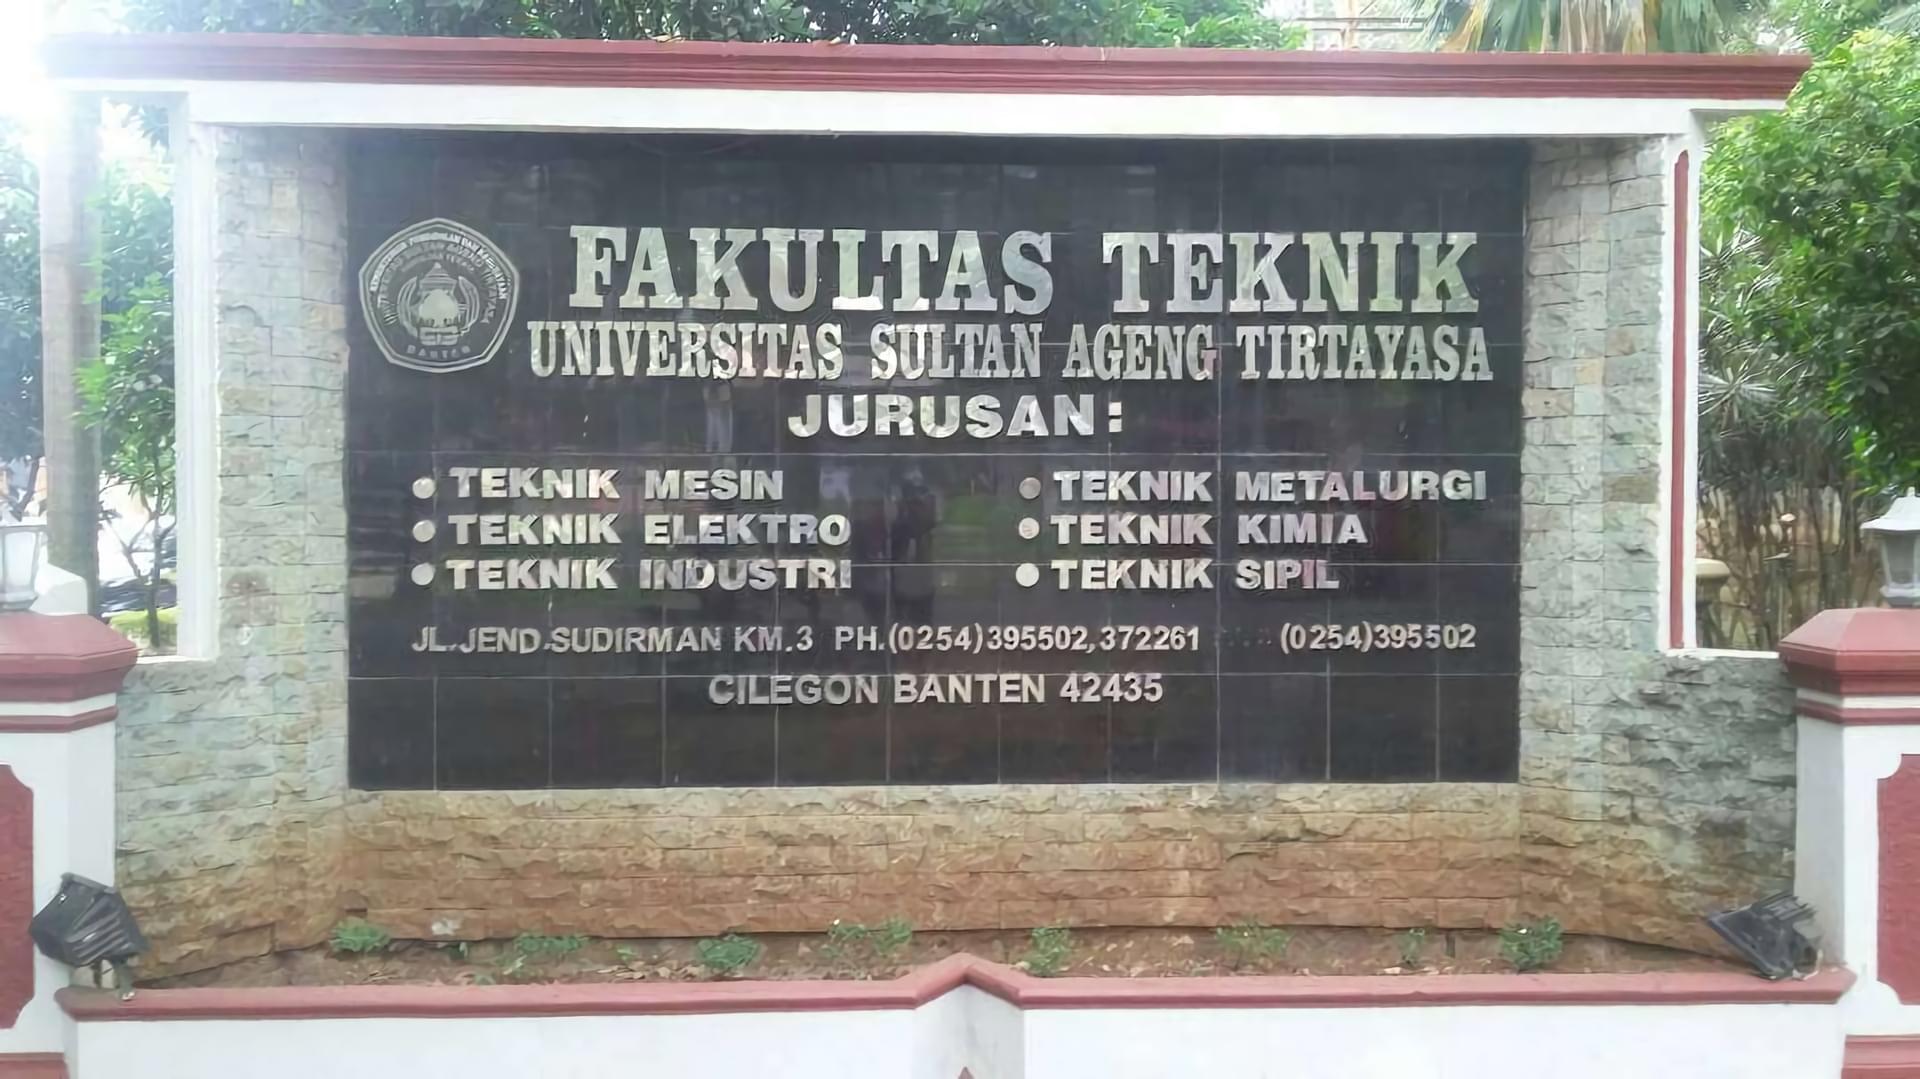 FAKULTAS TEKNIK
UNIVERSITAS SULTAN AGENG TIRTAYASA
JURUSAN:
TEKNIK MESIN
TEKNIK ELEKTRO
TEKNIK INDUSTRI
TEKNIK METALURGI
TEKNIK KIMIA
TEKNIK SIPIL
JL.JEND.SUDIRMAN KM.3 PH.(0254)395502,372261 (0254)395502
CILEGON BANTEN 42435
BANTEN